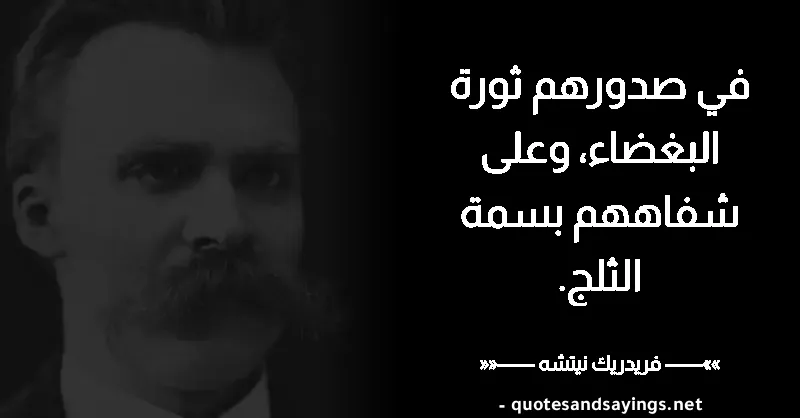 في صدورهم ثورة
البغضاء، وعلى
شفاههم بسمة
الثلج.
»»—— فريدريك نيتشه ——««
- quotesandsayings.net